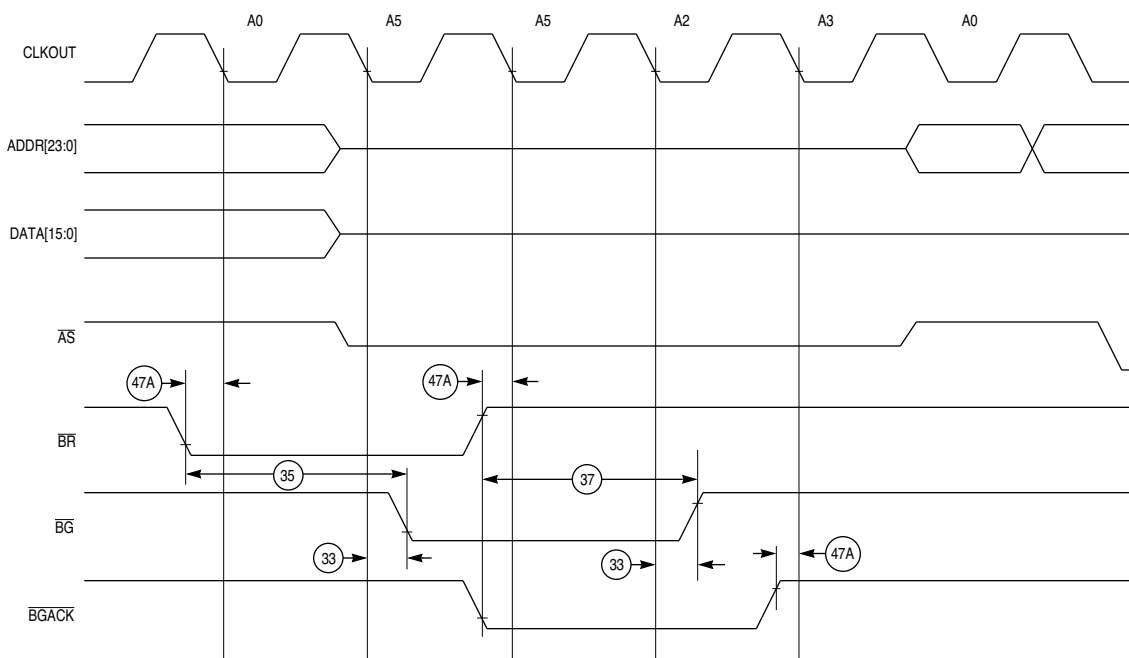 A0 A5 A5 A2 A3 A0
CLKOUT
ADDR[23:0]
DATA[15:0]
AS
47A 47A
BR
35 37
BG
33 33 47A
BGACK